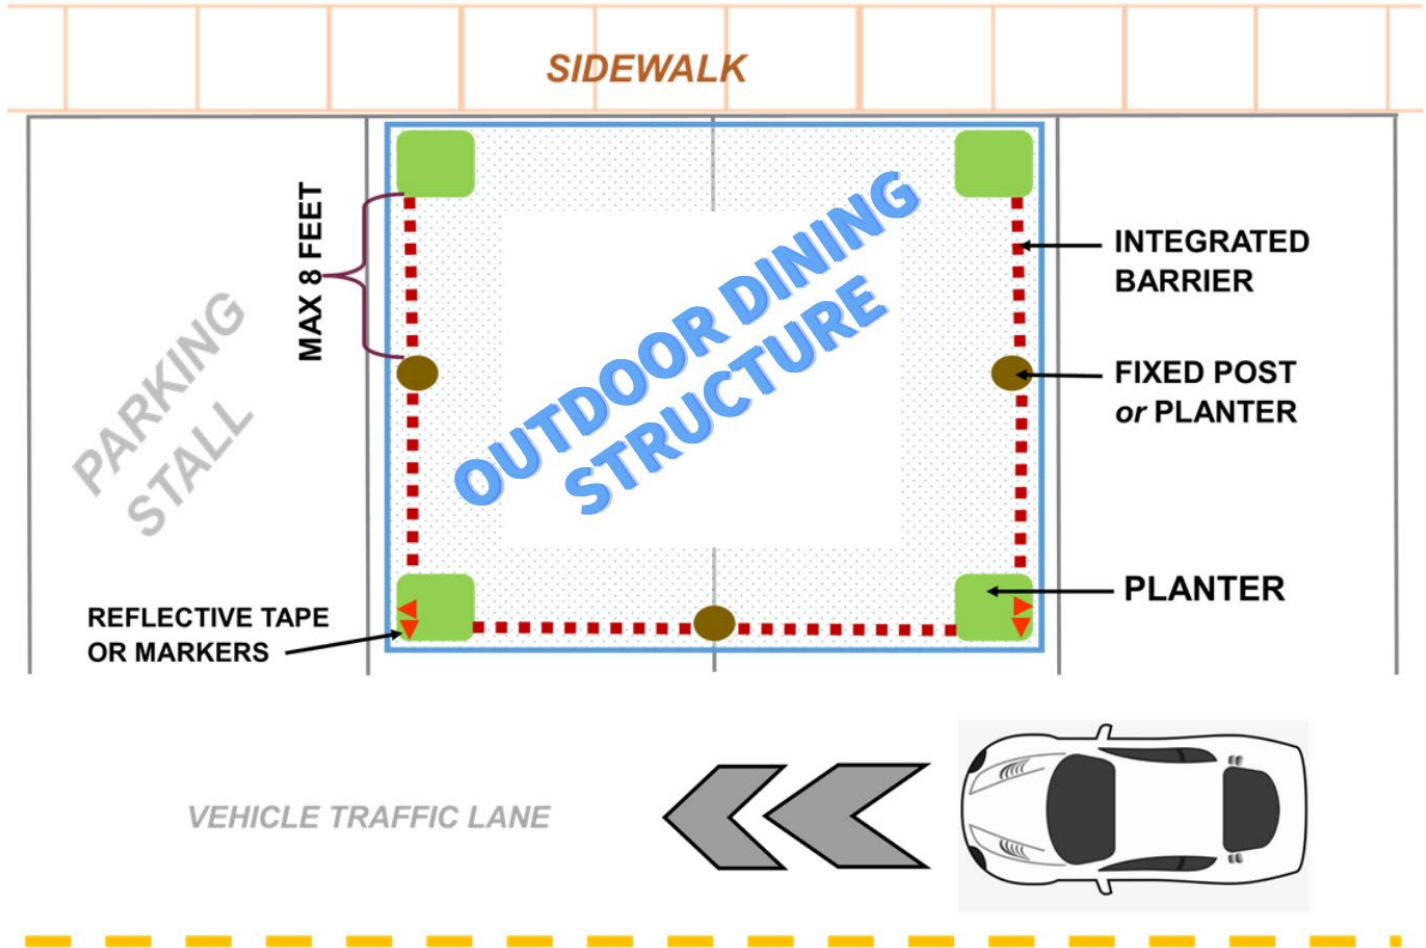 SIDEWALK
MAX 8 FEET
OUTDOOR DINING
STRUCTURE
INTEGRATED
BARRIER
PARKING
STALL
FIXED POST
or PLANTER
PLANTER
REFLECTIVE TAPE
OR MARKERS
VEHICLE TRAFFIC LANE